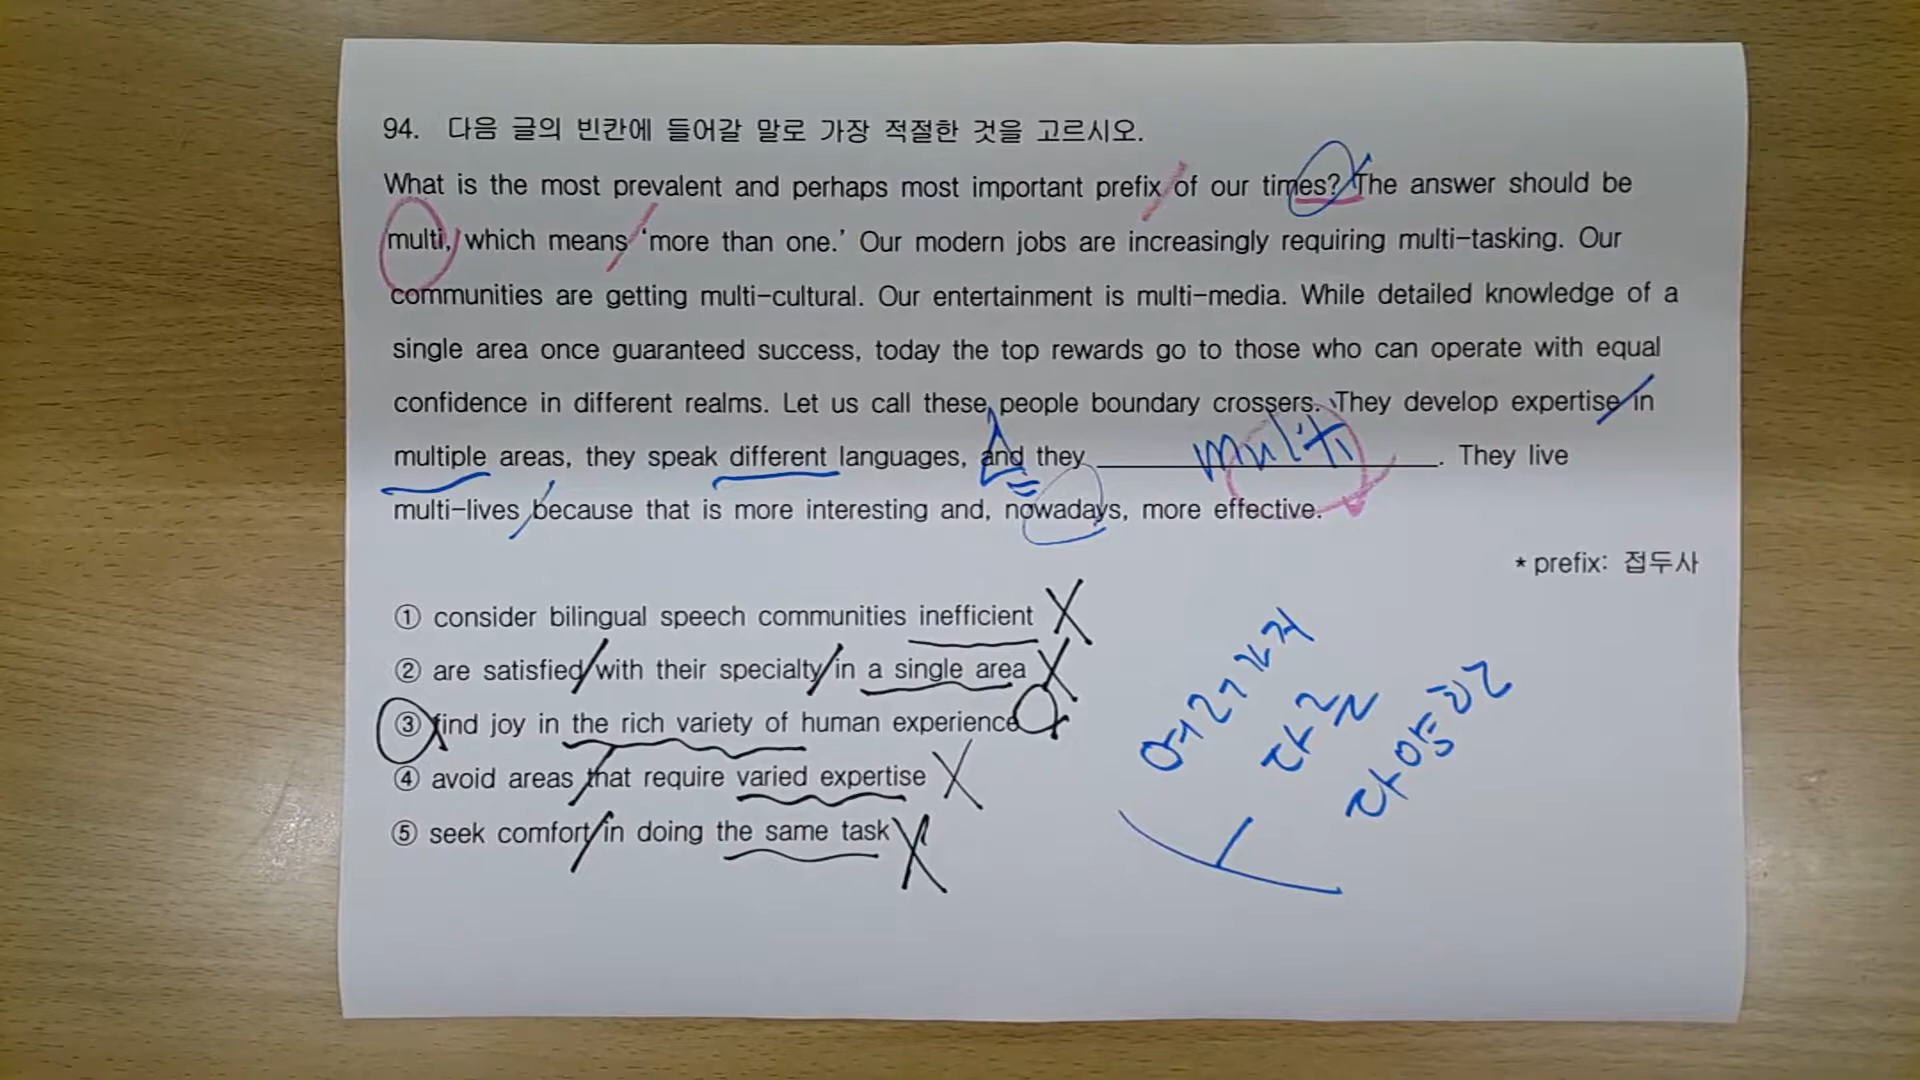 94. 다음 글의 빈칸에 들어갈 말로 가장 적절한 것을 고르시오.
What is the most prevalent and perhaps most important prefix of our times? The answer should be
multi, which means 'more than one.' Our modern jobs are increasingly requiring multi-tasking. Our
communities are getting multi-cultural. Our entertainment is multi-media. While detailed knowledge of a
single area once guaranteed success, today the top rewards go to those who can operate with equal
confidence in different realms. Let us call these people boundary crossers. They develop expertise in
multiple areas, they speak different languages, and they multi. They live
multi-lives because that is more interesting and, nowadays, more effective.
* prefix: 접두사
① consider bilingual speech communities inefficient X
② are satisfied with their specialty in a single area X
③ find joy in the rich variety of human experience
④ avoid areas that require varied expertise X
⑤ seek comfort in doing the same task X
여러가지
다를
다양한